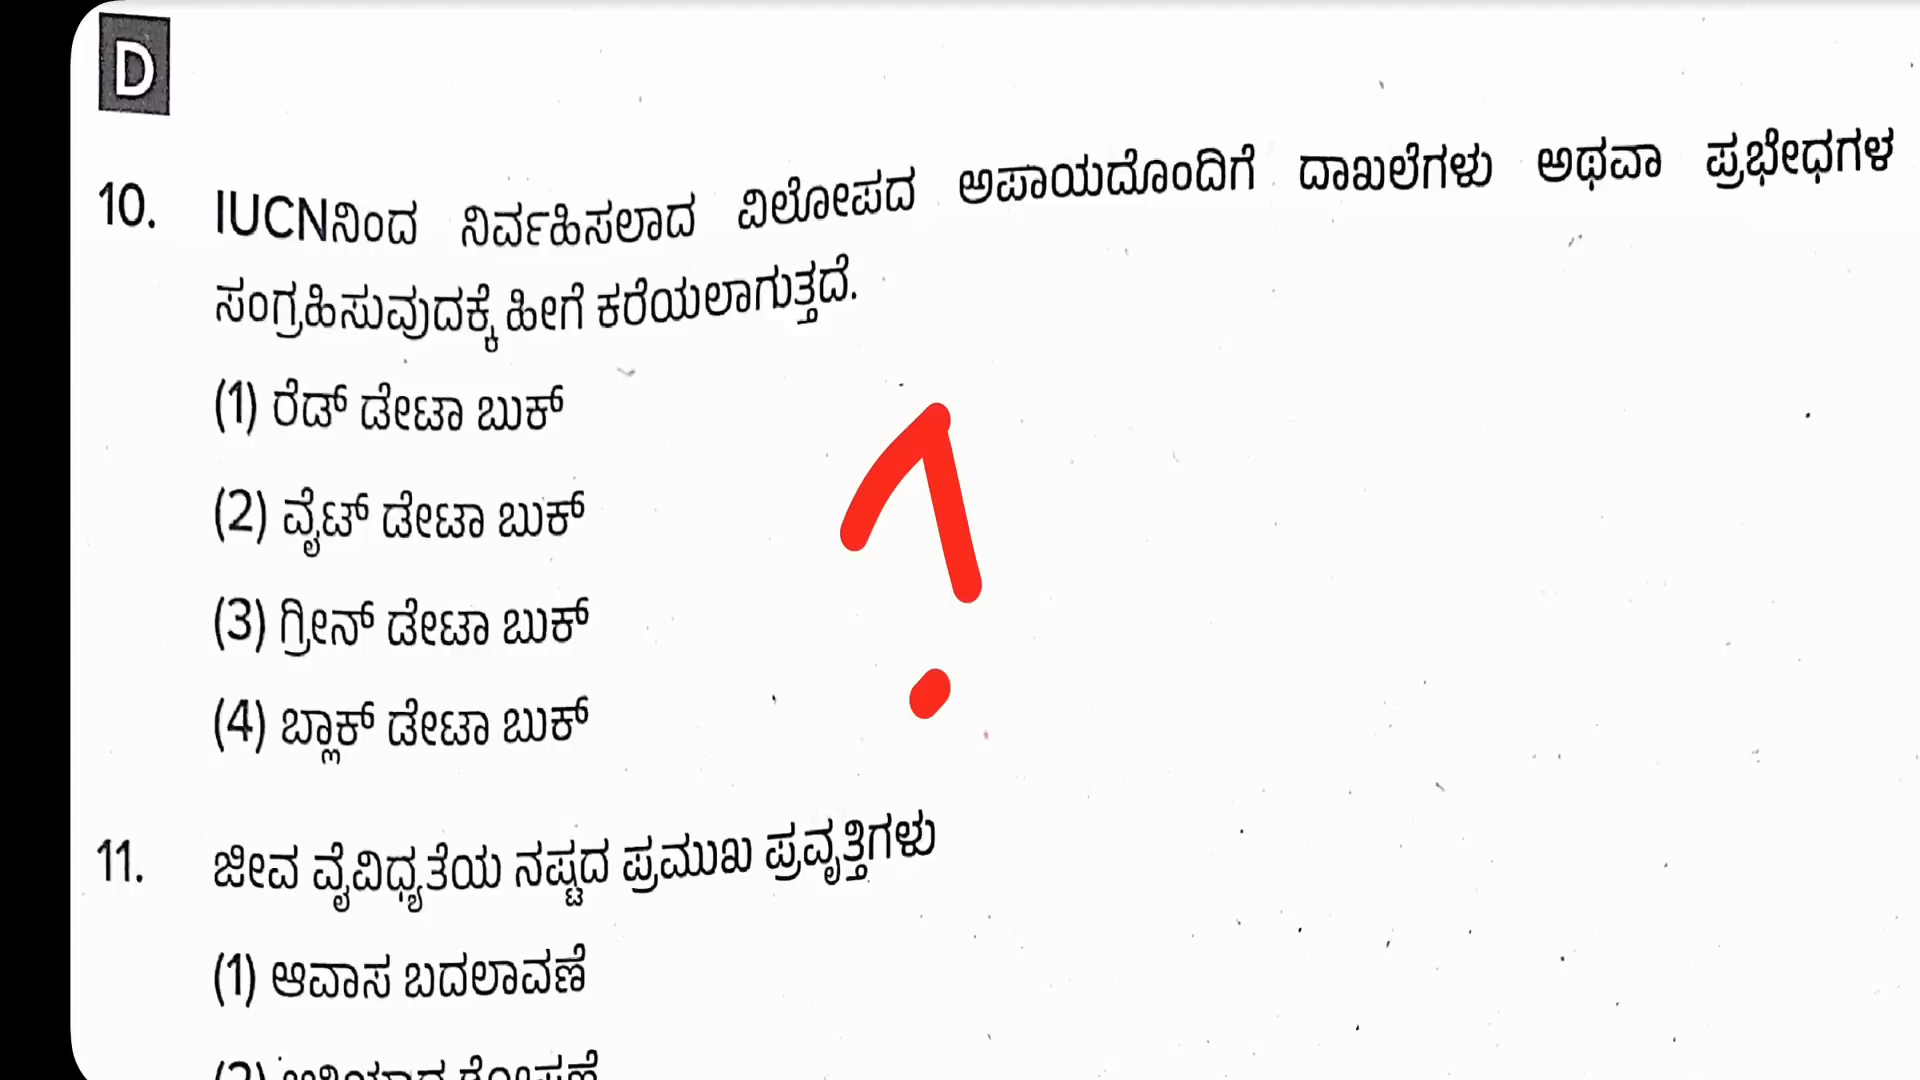 D
10. IUCNನಿಂದ ನಿರ್ವಹಿಸಲಾದ ವಿಲೋಪದ ಅಪಾಯದೊಂದಿಗೆ ದಾಖಲೆಗಳು ಅಥವಾ ಪ್ರಭೇಧಗಳ
ಸಂಗ್ರಹಿಸುವುದಕ್ಕೆ ಹೀಗೆ ಕರೆಯಲಾಗುತ್ತದೆ.
(1) ರೆಡ್ ಡೇಟಾ ಬುಕ್
(2) ವೈಟ್ ಡೇಟಾ ಬುಕ್
(3) ಗ್ರೀನ್ ಡೇಟಾ ಬುಕ್
(4) ಬ್ಲಾಕ್ ಡೇಟಾ ಬುಕ್
11. ಜೀವ ವೈವಿಧ್ಯತೆಯ ನಷ್ಟದ ಪ್ರಮುಖ ಪ್ರವೃತ್ತಿಗಳು
(1) ಆವಾಸ ಬದಲಾವಣೆ